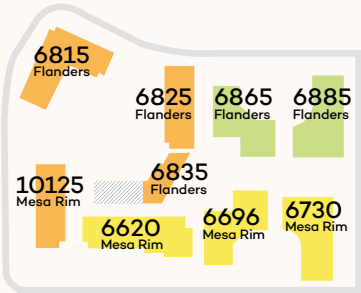 6815
Flanders
6825
Flanders
6865
Flanders
6885
Flanders
6835
Flanders
10125
Mesa Rim
6620
Mesa Rim
6696
Mesa Rim
6730
Mesa Rim